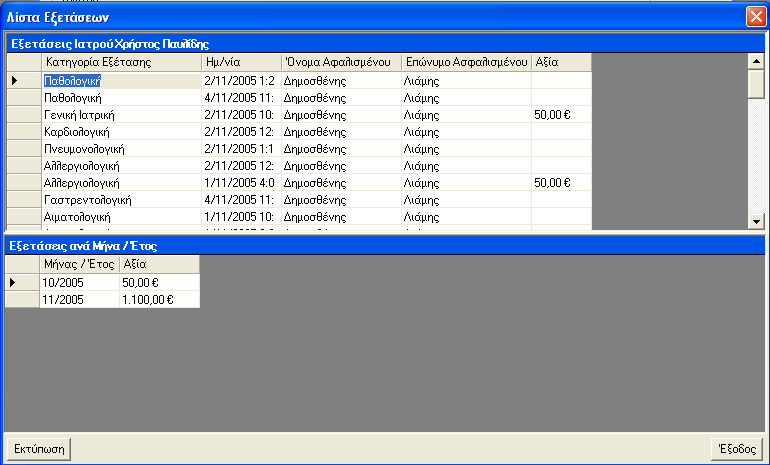 Λίστα Εξετάσεων
Εξετάσεις Ιατρού Χρήστος Παυλίδης
Κατηγορία Εξέτασης Ημ/νία Όνομα Αφαλισμένου Επώνυμο Ασφαλισμένου Αξία
Παθολογική 2/11/2005 1:2 Δημοσθένης Λιάμης
Παθολογική 4/11/2005 11: Δημοσθένης Λιάμης
Γενική Ιατρική 2/11/2005 10: Δημοσθένης Λιάμης 50,00 €
Καρδιολογική 2/11/2005 12: Δημοσθένης Λιάμης
Πνευμονολογική 2/11/2005 1:1 Δημοσθένης Λιάμης
Αλλεργιολογική 2/11/2005 12: Δημοσθένης Λιάμης
Αλλεργιολογική 1/11/2005 4:0 Δημοσθένης Λιάμης 50,00 €
Γαστρεντολογική 4/11/2005 11: Δημοσθένης Λιάμης
Αιματολογική 1/11/2005 10: Δημοσθένης Λιάμης
Εξετάσεις ανά Μήνα / Έτος
Μήνας / Έτος Αξία
10/2005 50,00 €
11/2005 1.100,00 €
Εκτύπωση Έξοδος